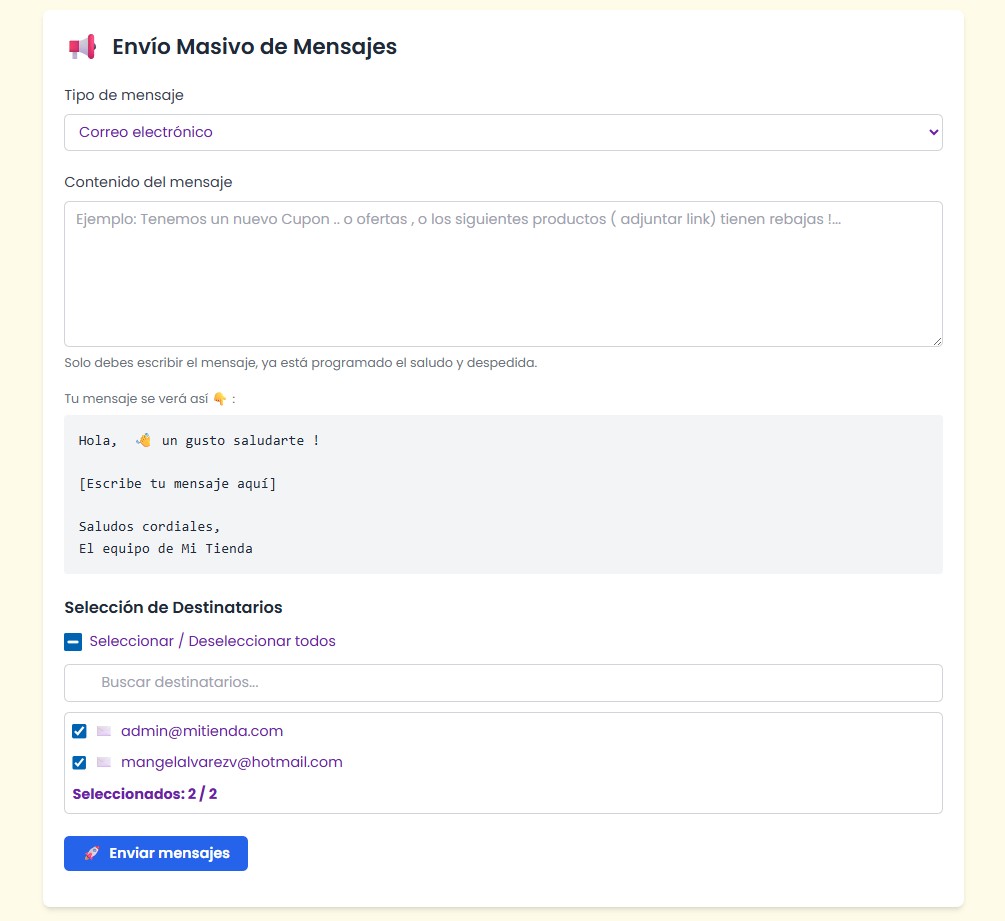 Envío Masivo de Mensajes
Tipo de mensaje
Correo electrónico
Contenido del mensaje
Ejemplo: Tenemos un nuevo Cupon .. o ofertas , o los siguientes productos ( adjuntar link) tienen rebajas !...
Solo debes escribir el mensaje, ya está programado el saludo y despedida.
Tu mensaje se verá así 👇 :
Hola, 👋 un gusto saludarte !
[Escribe tu mensaje aquí]
Saludos cordiales,
El equipo de Mi Tienda
Selección de Destinatarios
Seleccionar / Deseleccionar todos
Buscar destinatarios...
admin@mitienda.com
mangelalvarezv@hotmail.com
Seleccionados: 2 / 2
🚀 Enviar mensajes